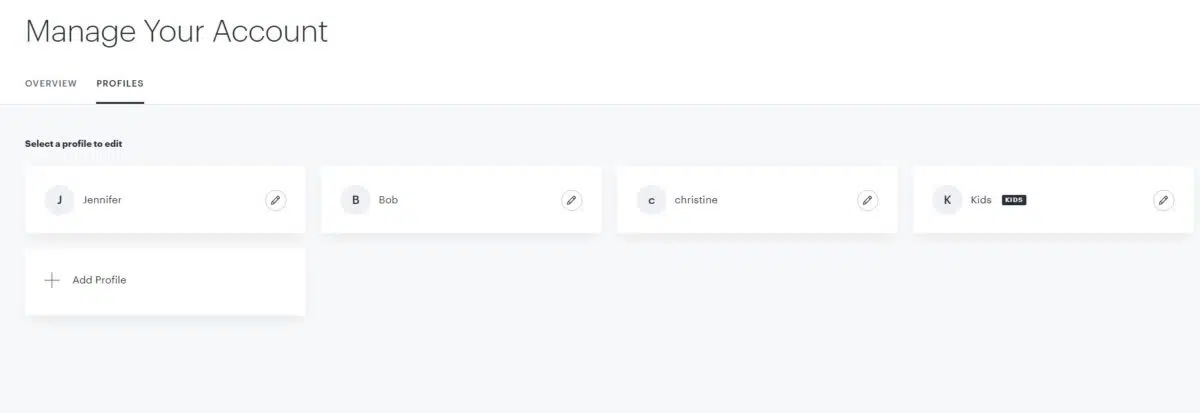 Manage Your Account
OVERVIEW PROFILES
Select a profile to edit
J Jennifer B Bob c christine K Kids KIDS
Add Profile